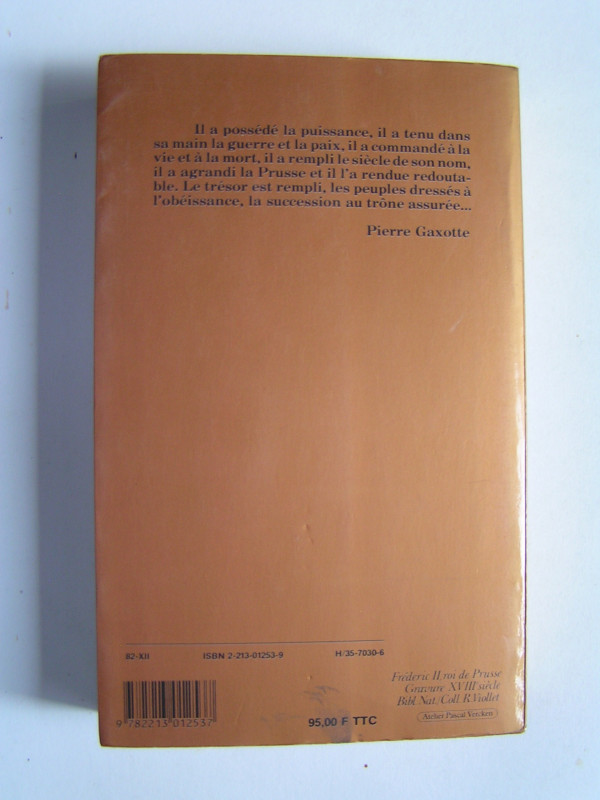 Il a possédé la puissance, il a tenu dans
sa main la guerre et la paix, il a commandé à la
vie et à la mort, il a rempli le siècle de son nom,
il a agrandi la Prusse et il l'a rendue redouta-
ble. Le trésor est rempli, les peuples dressés à
l'obéissance, la succession au trône assurée...
Pierre Gaxotte
82-XII ISBN 2-213-01253-9 H/35-7030-6
Frédéric II, roi de Prusse
Gravure XVIIIe siècle
Bibl. Nat./Coll. R. Viollet
Atelier Pascal Vercken
9 782213 012537
95,00 F TTC